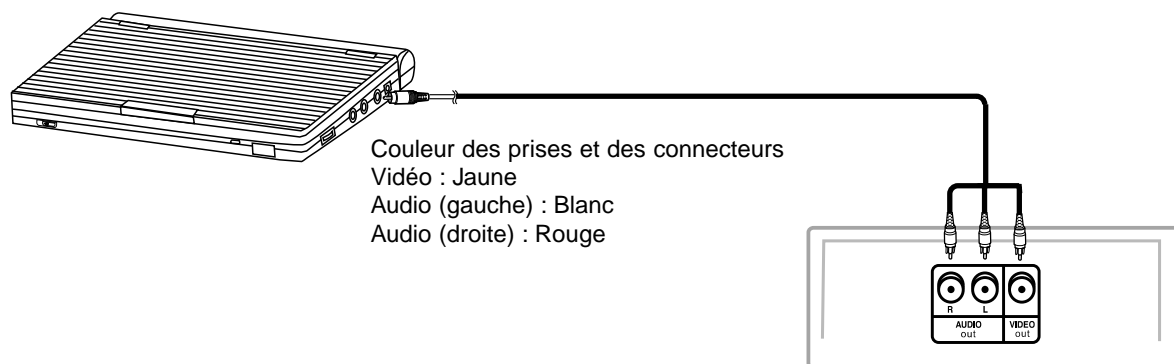 Couleur des prises et des connecteurs
Vidéo : Jaune
Audio (gauche) : Blanc
Audio (droite) : Rouge
R L
AUDIO VIDEO
out out